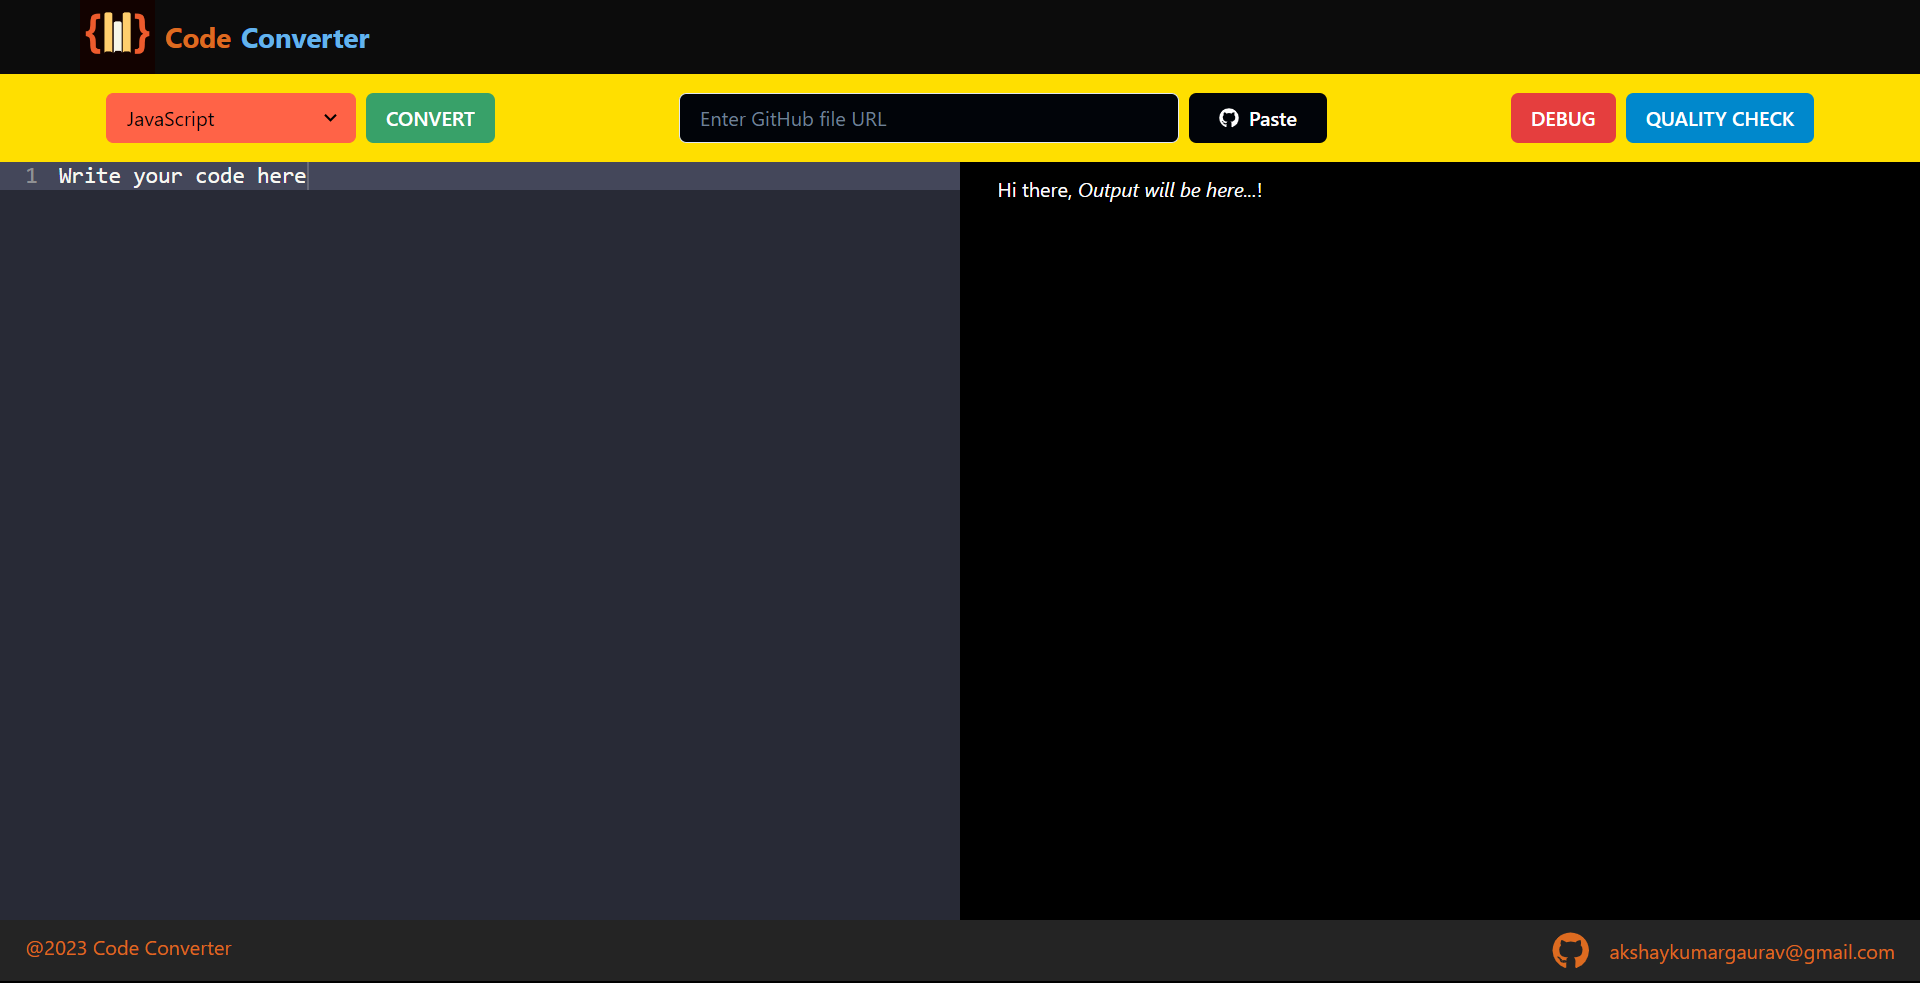 Code Converter
JavaScript CONVERT Enter GitHub file URL Paste DEBUG QUALITY CHECK
1 Write your code here
Hi there, Output will be here...!
@2023 Code Converter
akshaykumargaurav@gmail.com